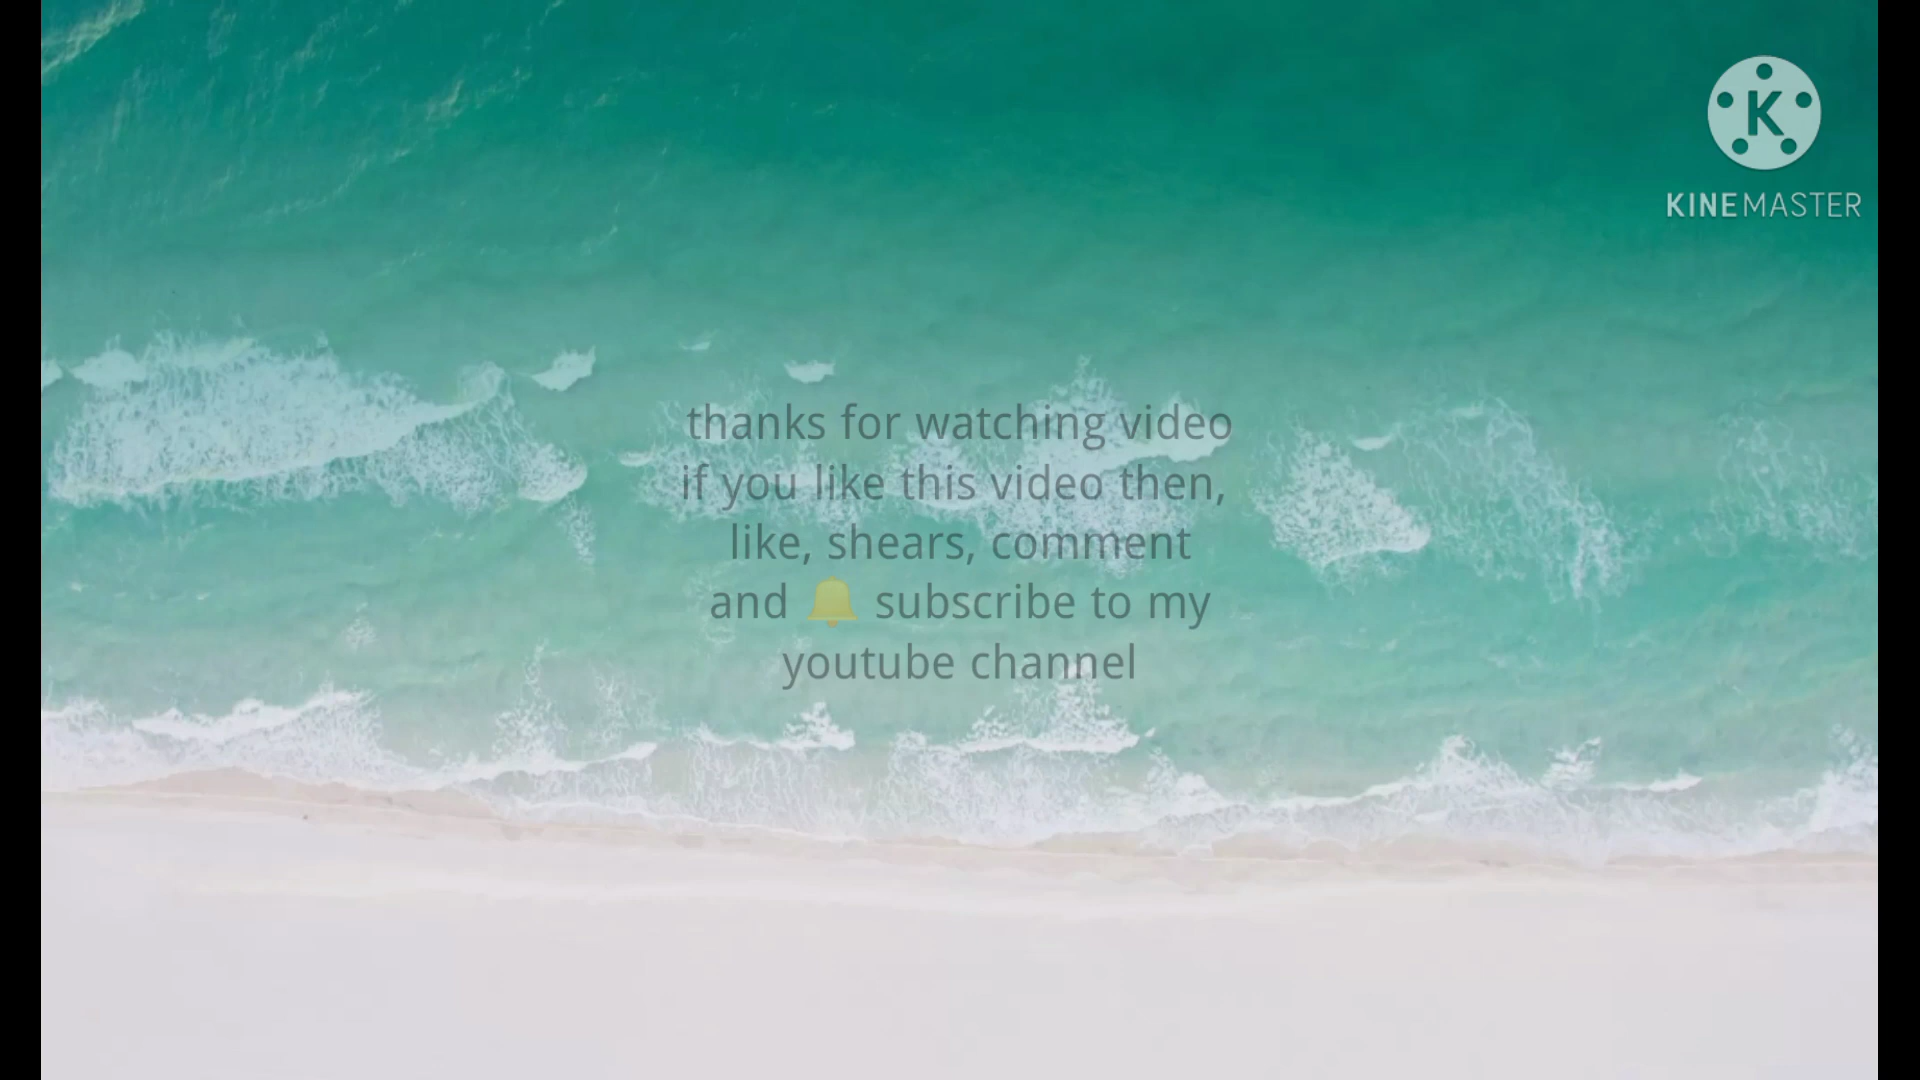 K
KINEMASTER
thanks for watching video
if you like this video then,
like, shears, comment
and 🔔 subscribe to my
youtube channel